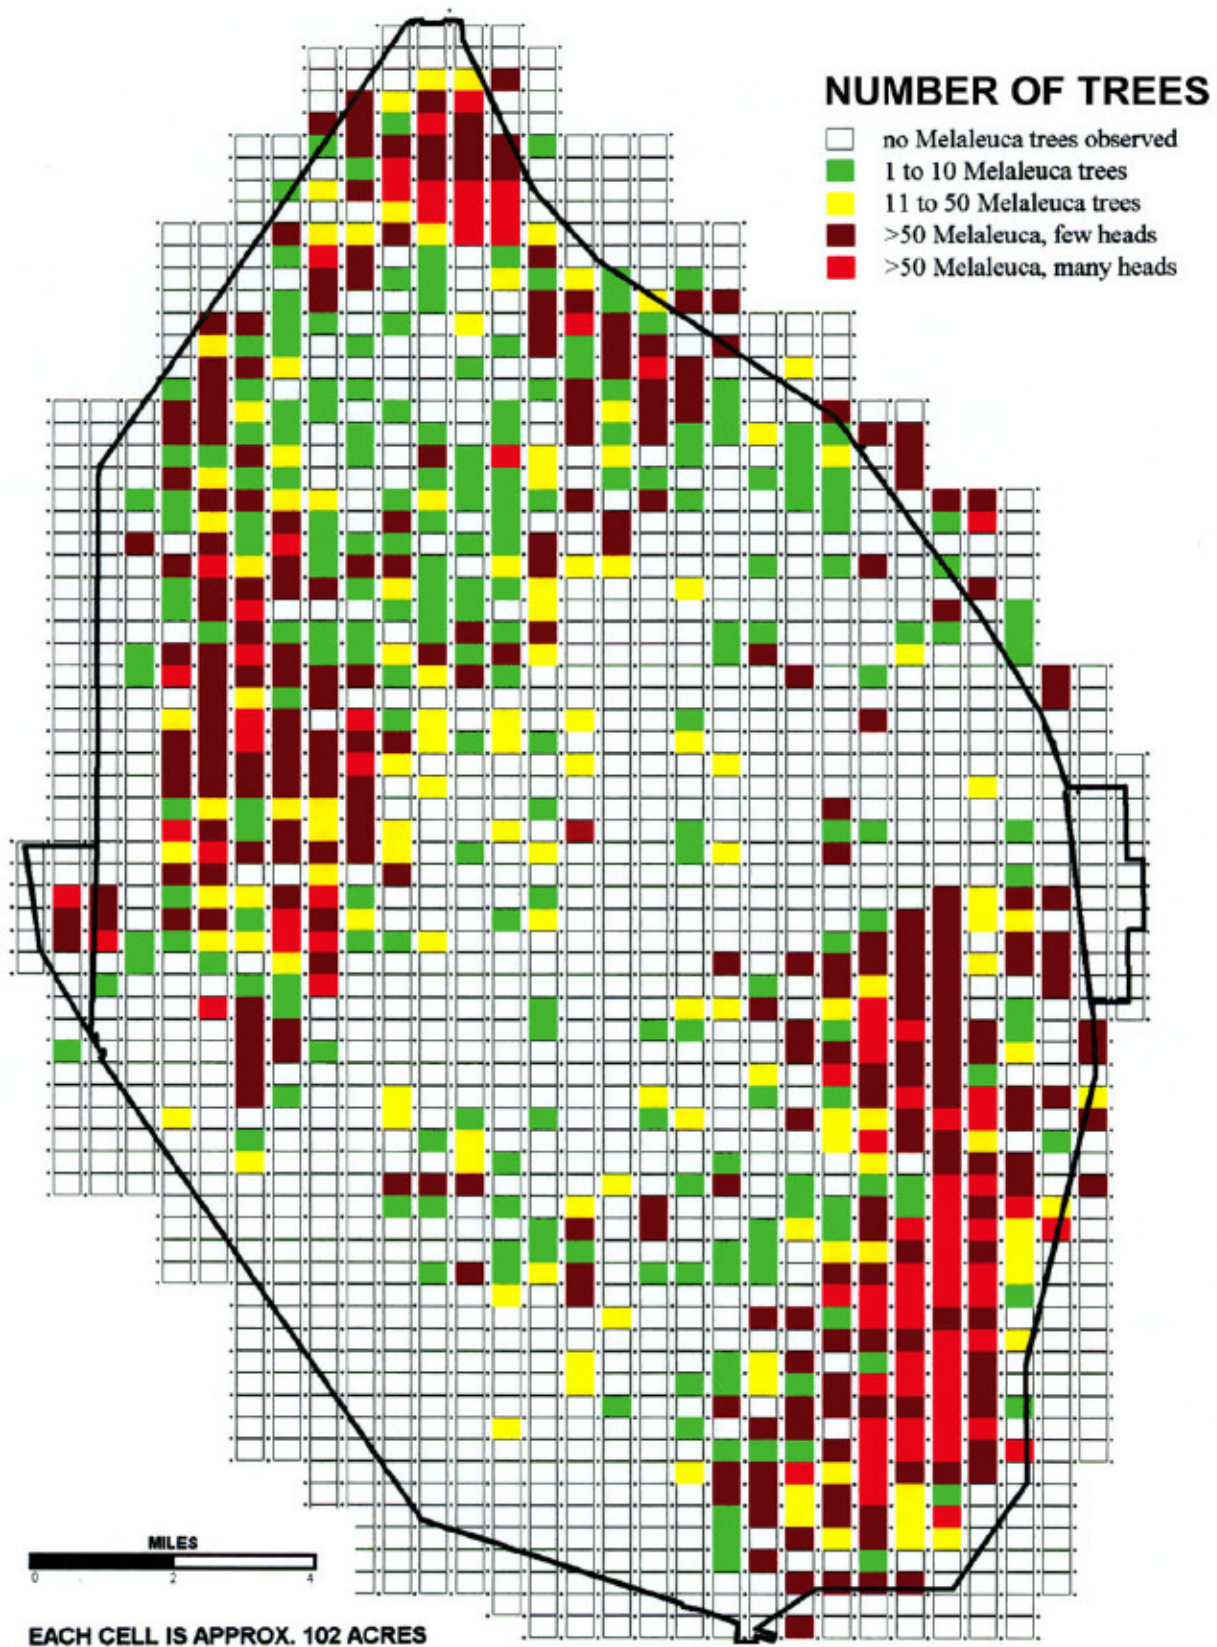 NUMBER OF TREES
no Melaleuca trees observed
1 to 10 Melaleuca trees
11 to 50 Melaleuca trees
>50 Melaleuca, few heads
>50 Melaleuca, many heads
MILES
0 2 4
EACH CELL IS APPROX. 102 ACRES